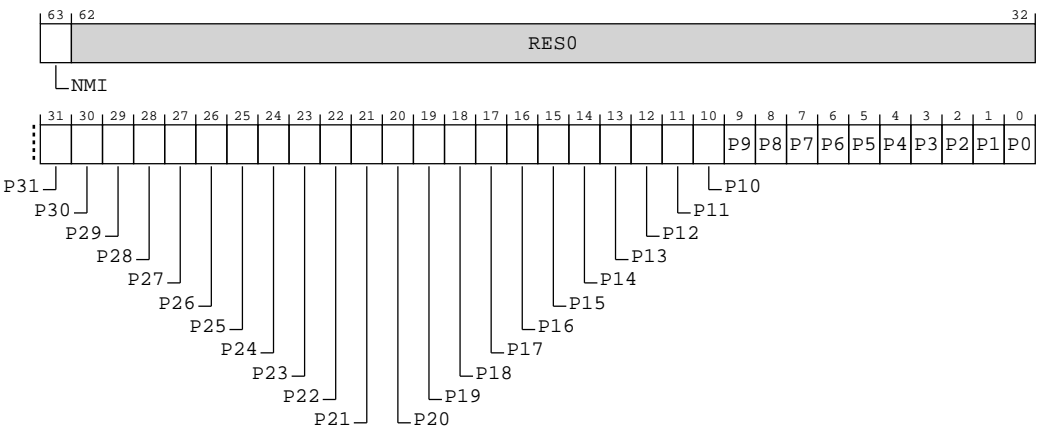 63 62 32
RES0
NMI
31 30 29 28 27 26 25 24 23 22 21 20 19 18 17 16 15 14 13 12 11 10 9 8 7 6 5 4 3 2 1 0
P9 P8 P7 P6 P5 P4 P3 P2 P1 P0
P31 P10
P30 P11
P29 P12
P28 P13
P27 P14
P26 P15
P25 P16
P24 P17
P23 P18
P22 P19
P21 P20